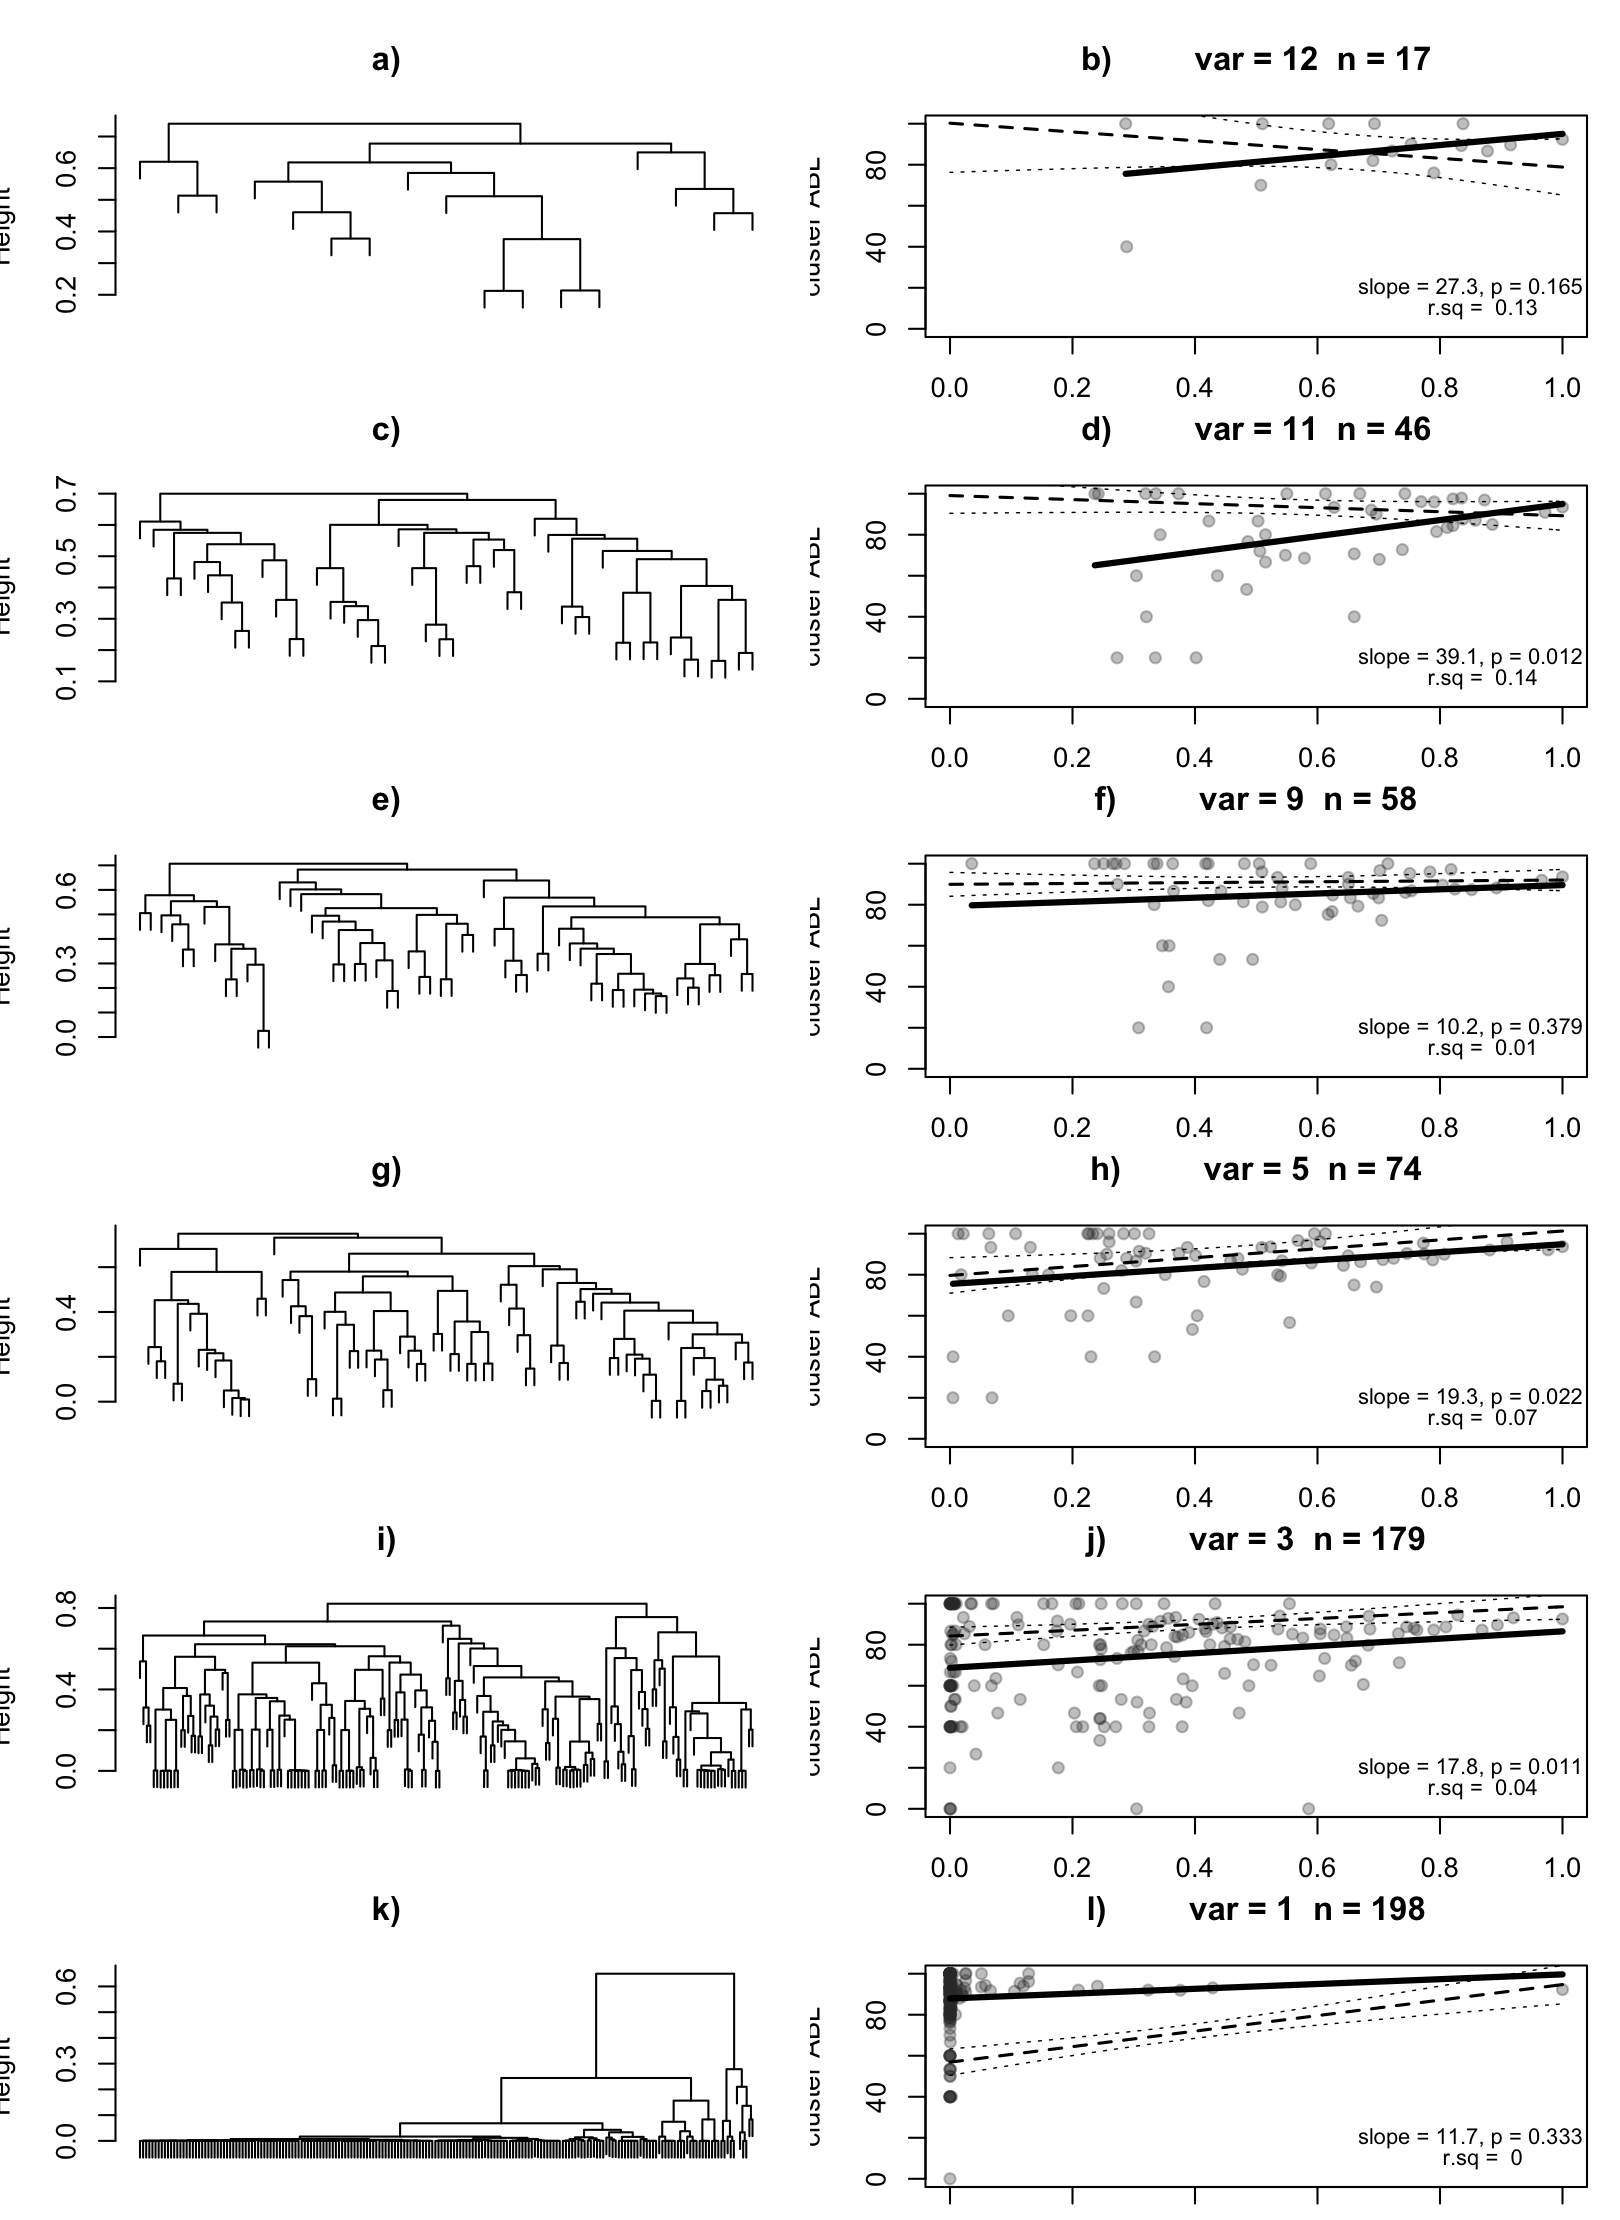 a)
b) var = 12 n = 17
0.6
0.4
0.2
80
40
0
slope = 27.3, p = 0.165
r.sq = 0.13
0.0 0.2 0.4 0.6 0.8 1.0
c)
d) var = 11 n = 46
0.7
0.5
0.3
0.1
80
40
0
slope = 39.1, p = 0.012
r.sq = 0.14
0.0 0.2 0.4 0.6 0.8 1.0
e)
f) var = 9 n = 58
0.6
0.3
0.0
80
40
0
slope = 10.2, p = 0.379
r.sq = 0.01
0.0 0.2 0.4 0.6 0.8 1.0
g)
h) var = 5 n = 74
0.4
0.0
80
40
0
slope = 19.3, p = 0.022
r.sq = 0.07
0.0 0.2 0.4 0.6 0.8 1.0
i)
j) var = 3 n = 179
0.8
0.4
0.0
80
40
0
slope = 17.8, p = 0.011
r.sq = 0.04
0.0 0.2 0.4 0.6 0.8 1.0
k)
l) var = 1 n = 198
0.6
0.3
0.0
80
40
0
slope = 11.7, p = 0.333
r.sq = 0